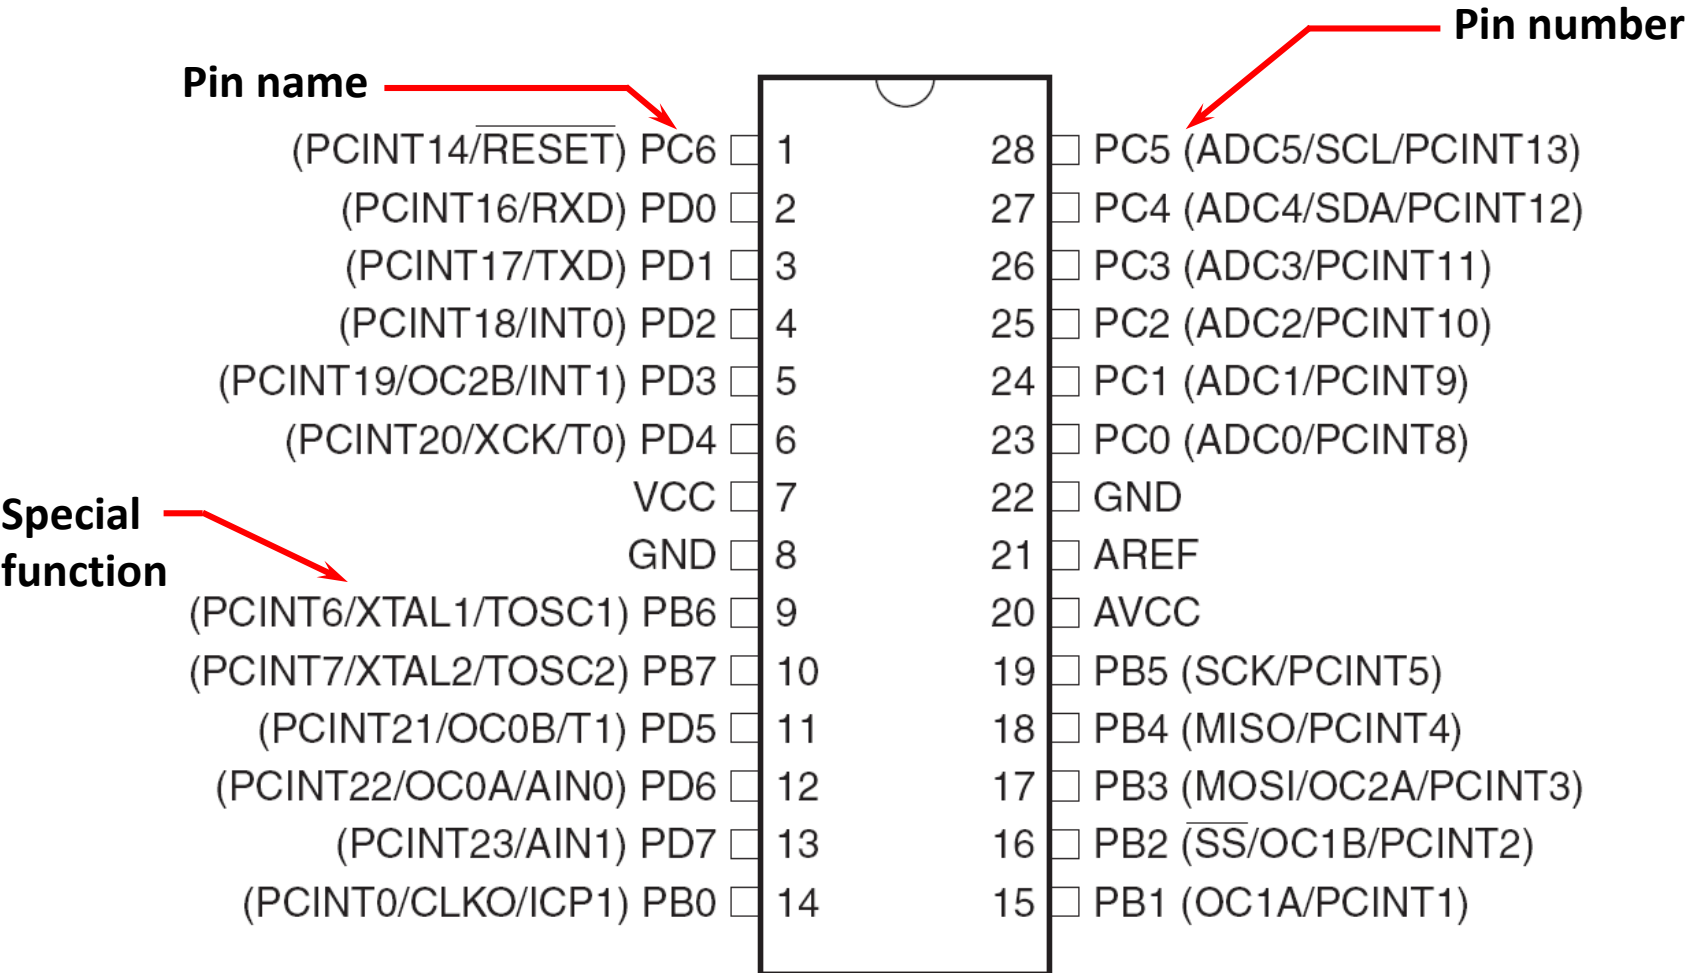 Pin number
Pin name
(PCINT14/RESET) PC6 1 28 PC5 (ADC5/SCL/PCINT13)
(PCINT16/RXD) PD0 2 27 PC4 (ADC4/SDA/PCINT12)
(PCINT17/TXD) PD1 3 26 PC3 (ADC3/PCINT11)
(PCINT18/INT0) PD2 4 25 PC2 (ADC2/PCINT10)
(PCINT19/OC2B/INT1) PD3 5 24 PC1 (ADC1/PCINT9)
(PCINT20/XCK/T0) PD4 6 23 PC0 (ADC0/PCINT8)
VCC 7 22 GND
Special
function
GND 8 21 AREF
(PCINT6/XTAL1/TOSC1) PB6 9 20 AVCC
(PCINT7/XTAL2/TOSC2) PB7 10 19 PB5 (SCK/PCINT5)
(PCINT21/OC0B/T1) PD5 11 18 PB4 (MISO/PCINT4)
(PCINT22/OC0A/AIN0) PD6 12 17 PB3 (MOSI/OC2A/PCINT3)
(PCINT23/AIN1) PD7 13 16 PB2 (SS/OC1B/PCINT2)
(PCINT0/CLKO/ICP1) PB0 14 15 PB1 (OC1A/PCINT1)